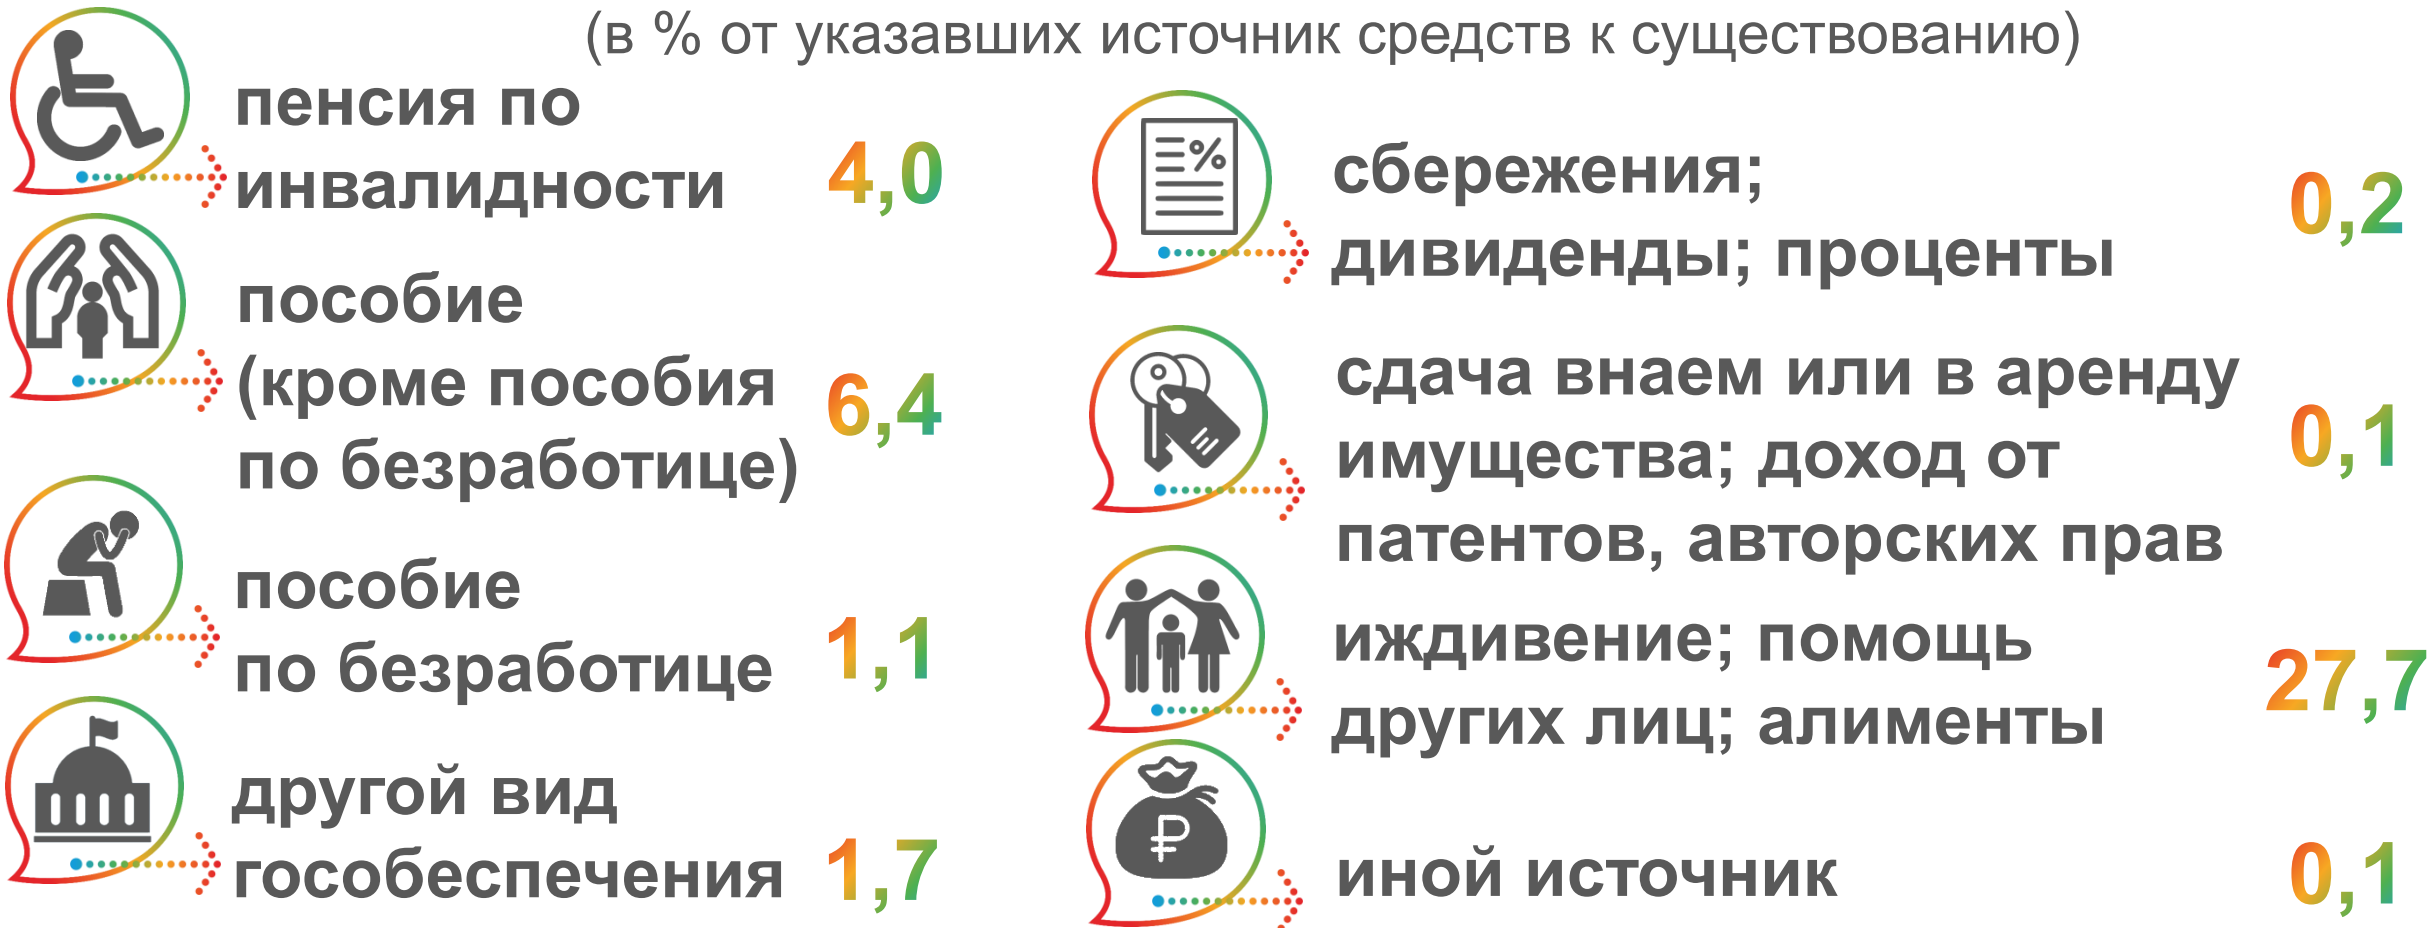 (в % от указавших источник средств к существованию)
пенсия по
инвалидности
4,0
пособие
(кроме пособия
по безработице)
6,4
пособие
по безработице
1,1
другой вид
гособеспечения
1,7
%
сбережения;
дивиденды; проценты
0,2
сдача внаем или в аренду
имущества; доход от
патентов, авторских прав
0,1
иждивение; помощь
других лиц; алименты
27,7
₽
иной источник
0,1